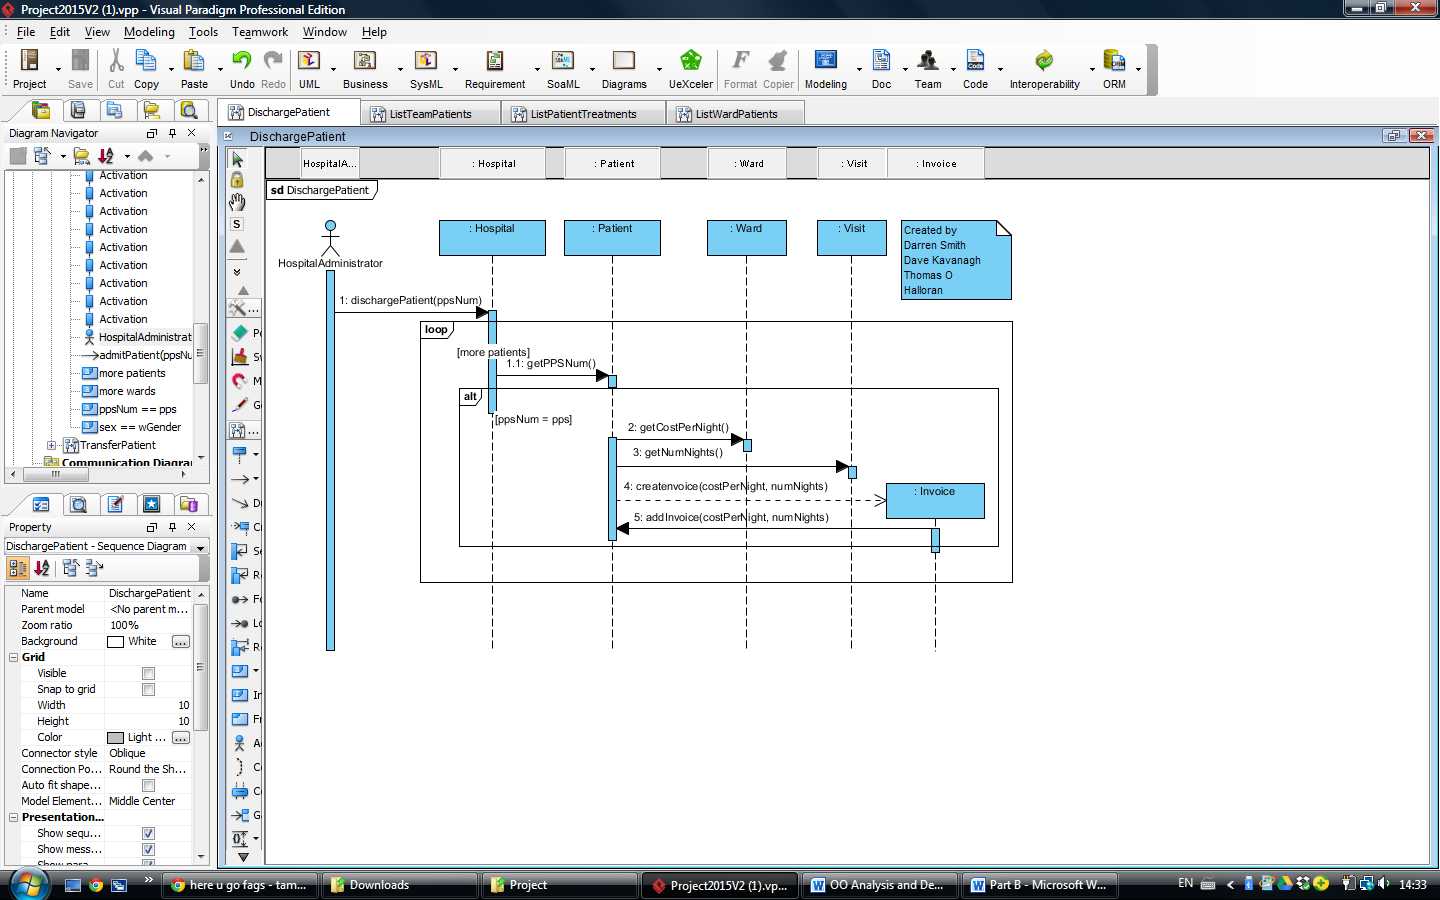 Project2015V2 (1).vpp - Visual Paradigm Professional Edition
File Edit View Modeling Tools Teamwork Window Help
Project Save Cut Copy Paste Undo Redo UML Business SysML Requirement SoaML Diagrams UeXceler Format Copier Modeling Doc Team Code Interoperability ORM
DischargePatient ListTeamPatients ListPatientTreatments ListWardPatients
Diagram Navigator
DischargePatient
HospitalA... : Hospital : Patient : Ward : Visit : Invoice
Activation
Activation
Activation
Activation
Activation
Activation
Activation
Activation
Activation
HospitalAdministrat
admitPatient(ppsNu
more patients
more wards
ppsNum == pps
sex == wGender
TransferPatient
Communication Diagra
S
sd DischargePatient
: Hospital : Patient : Ward : Visit
Created by
Darren Smith
Dave Kavanagh
Thomas O
Halloran
HospitalAdministrator
1: dischargePatient(ppsNum)
loop
[more patients]
1.1: getPPSNum()
alt
[ppsNum = pps]
2: getCostPerNight()
3: getNumNights()
4: createnvoice(costPerNight, numNights)
: Invoice
5: addInvoice(costPerNight, numNights)
Property
DischargePatient - Sequence Diagram
Name DischargePatient
Parent model <No parent m...
Zoom ratio 100%
Background White ...
Grid
Visible
Snap to grid
Width 10
Height 10
Color Light ... ...
Connector style Oblique
Connection Po... Round the Sh...
Auto fit shape...
Model Element... Middle Center
Presentation...
Show sequ...
Show mess...
Show para
here u go fags - tam... Downloads Project Project2015V2 (1).vp... OO Analysis and De... Part B - Microsoft W... EN 14:33